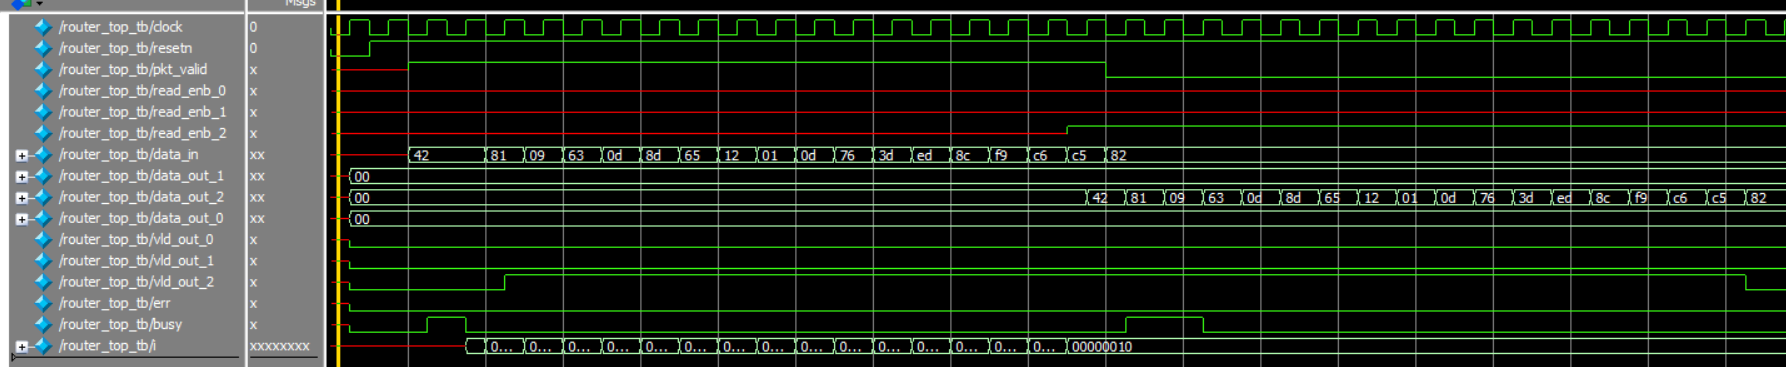 Msgs
/router_top_tb/clock 0
/router_top_tb/resetn 0
/router_top_tb/pkt_valid x
/router_top_tb/read_enb_0 x
/router_top_tb/read_enb_1 x
/router_top_tb/read_enb_2 x
/router_top_tb/data_in xx 42 81 09 63 0d 8d 65 12 01 0d 76 3d ed 8c f9 c6 c5 82
/router_top_tb/data_out_1 xx 00
/router_top_tb/data_out_2 xx 00 42 81 09 63 0d 8d 65 12 01 0d 76 3d ed 8c f9 c6 c5 82
/router_top_tb/data_out_0 xx 00
/router_top_tb/vld_out_0 x
/router_top_tb/vld_out_1 x
/router_top_tb/vld_out_2 x
/router_top_tb/err x
/router_top_tb/busy x
/router_top_tb/i xxxxxxxx 0... 0... 0... 0... 0... 0... 0... 0... 0... 0... 0... 0... 0... 0... 0... 00000010